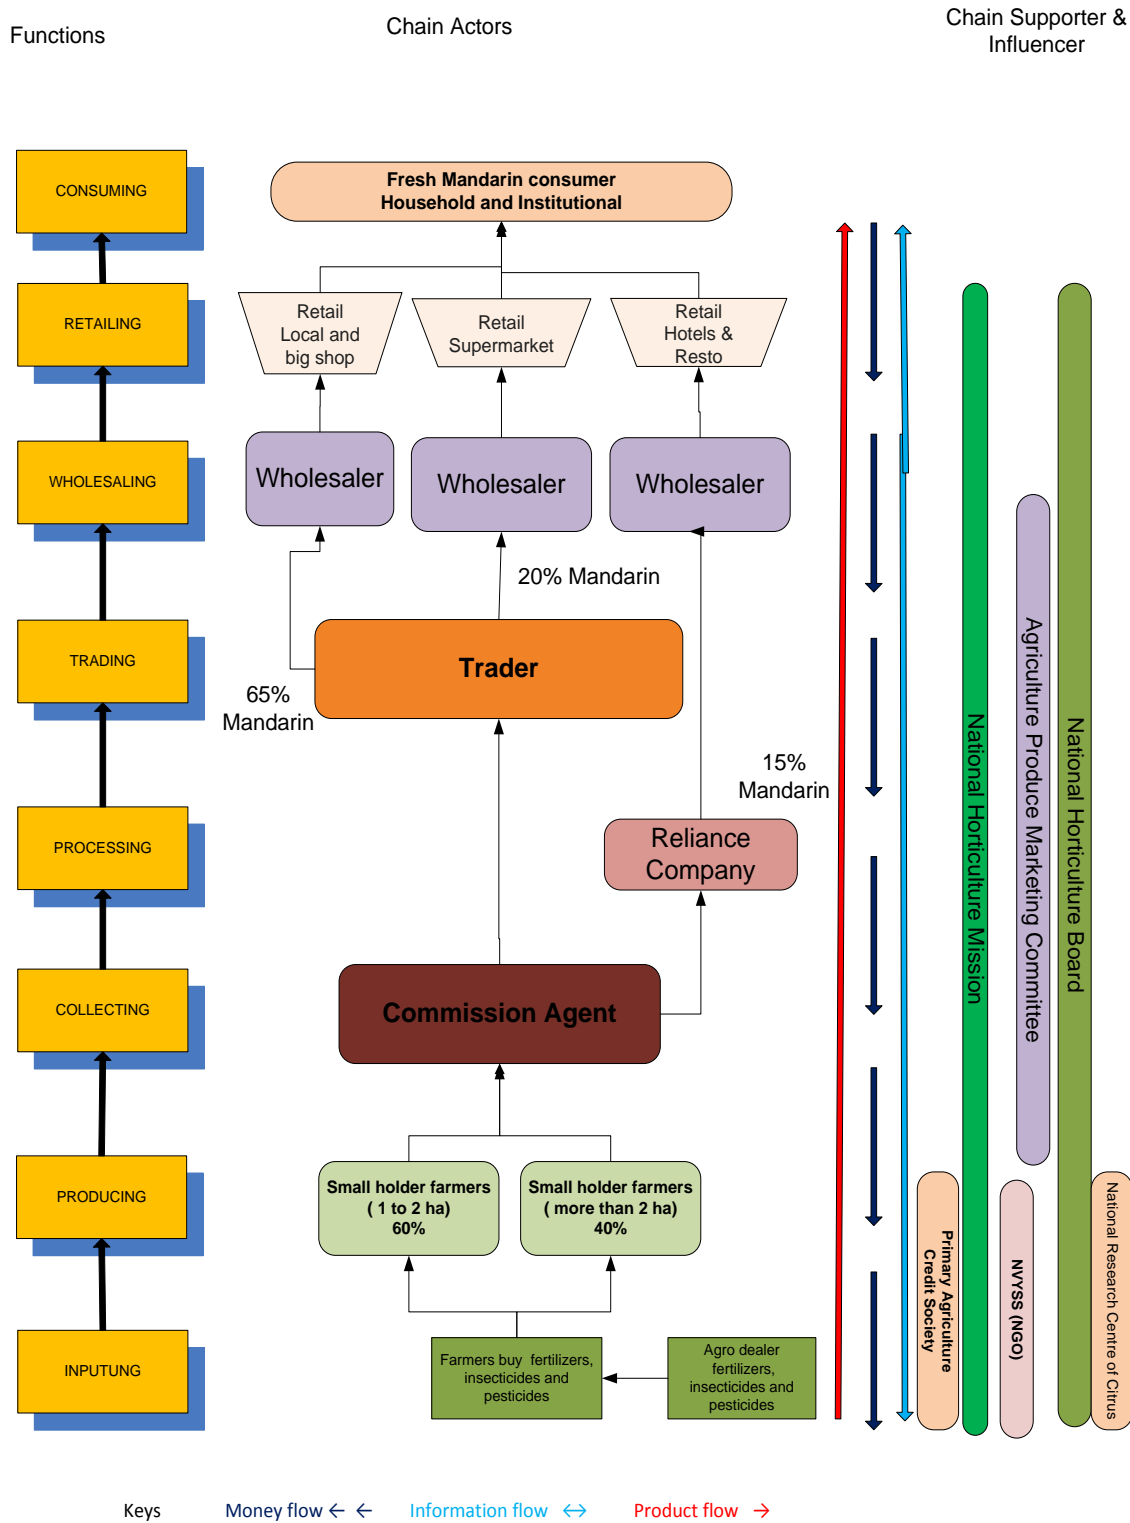 Functions
Chain Actors
Chain Supporter &
Influencer
CONSUMING
Fresh Mandarin consumer
Household and Institutional
RETAILING
Retail
Local and
big shop
Retail
Supermarket
Retail
Hotels &
Resto
WHOLESALING
Wholesaler
Wholesaler
Wholesaler
20% Mandarin
TRADING
Trader
65%
Mandarin
15%
Mandarin
PROCESSING
Reliance
Company
COLLECTING
Commission Agent
PRODUCING
Small holder farmers
( 1 to 2 ha)
60%
Small holder farmers
( more than 2 ha)
40%
INPUTUNG
Farmers buy fertilizers,
insecticides and
pesticides
Agro dealer
fertilizers,
insecticides and
pesticides
Primary Agriculture
Credit Society
National Horticulture Mission
NVYSS (NGO)
Agriculture Produce Marketing Committee
National Horticulture Board
National Research Centre of Citrus
Keys
Money flow ← ←
Information flow ↔
Product flow →